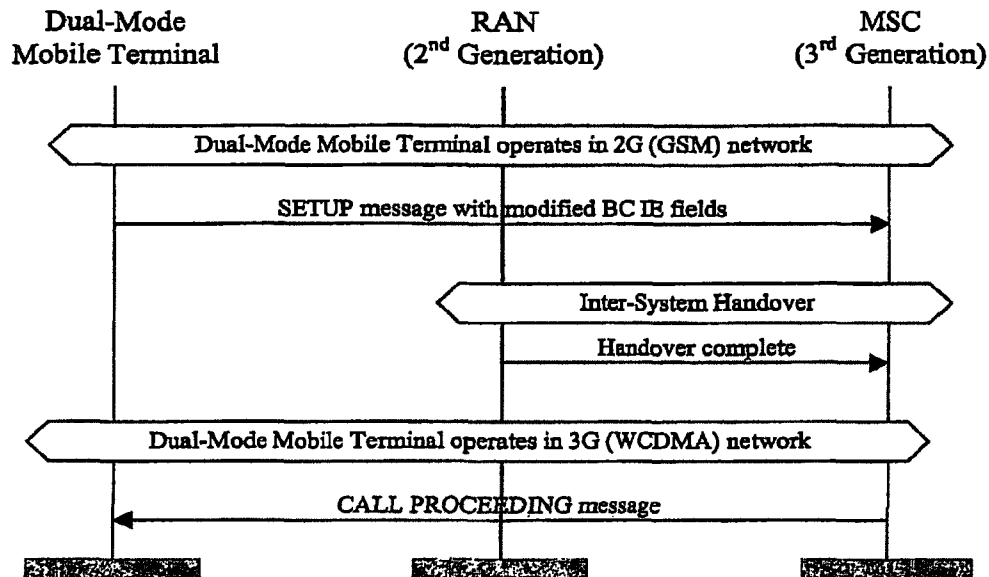 Dual-Mode
Mobile Terminal
RAN
(2nd Generation)
MSC
(3rd Generation)
Dual-Mode Mobile Terminal operates in 2G (GSM) network
SETUP message with modified BC IE fields
Inter-System Handover
Handover complete
Dual-Mode Mobile Terminal operates in 3G (WCDMA) network
CALL PROCEEDING message